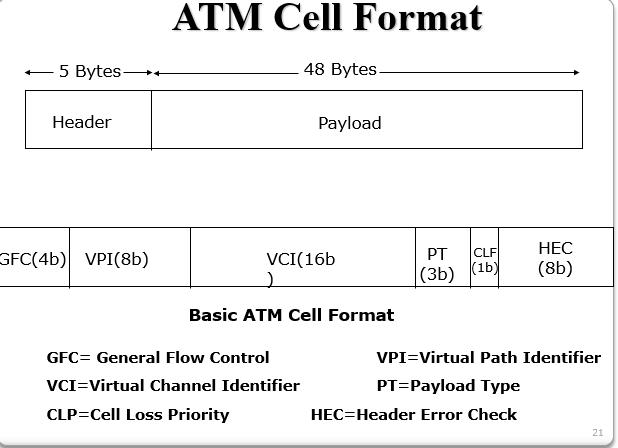 ATM Cell Format
5 Bytes 48 Bytes
Header Payload
GFC(4b) VPI(8b) VCI(16b
) PT
(3b) CLF
(1b) HEC
(8b)
Basic ATM Cell Format
GFC= General Flow Control VPI=Virtual Path Identifier
VCI=Virtual Channel Identifier PT=Payload Type
CLP=Cell Loss Priority HEC=Header Error Check
21